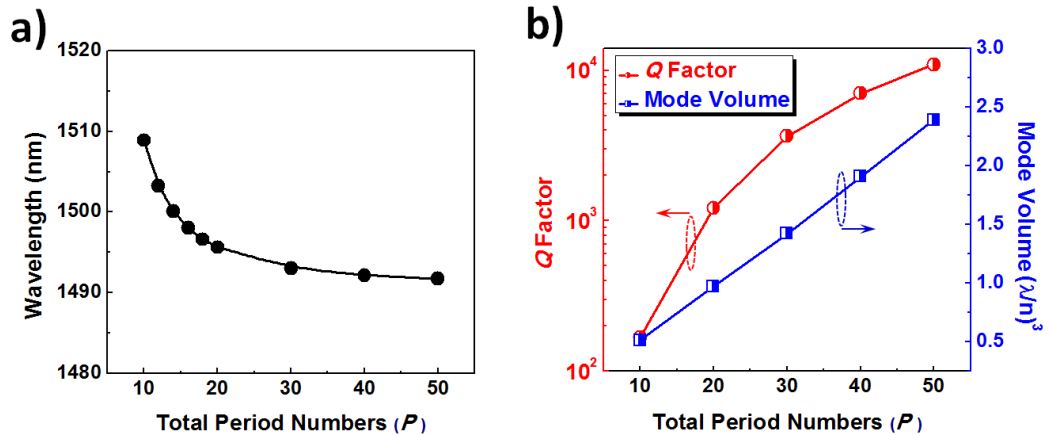 a)
1520
1510
1500
1490
1480
Wavelength (nm)
10 20 30 40 50
Total Period Numbers (P)
b)
Q Factor
Mode Volume
10^4
10^3
10^2
Q Factor
3.0
2.5
2.0
1.5
1.0
0.5
Mode Volume (λ/n)^3
10 20 30 40 50
Total Period Numbers (P)